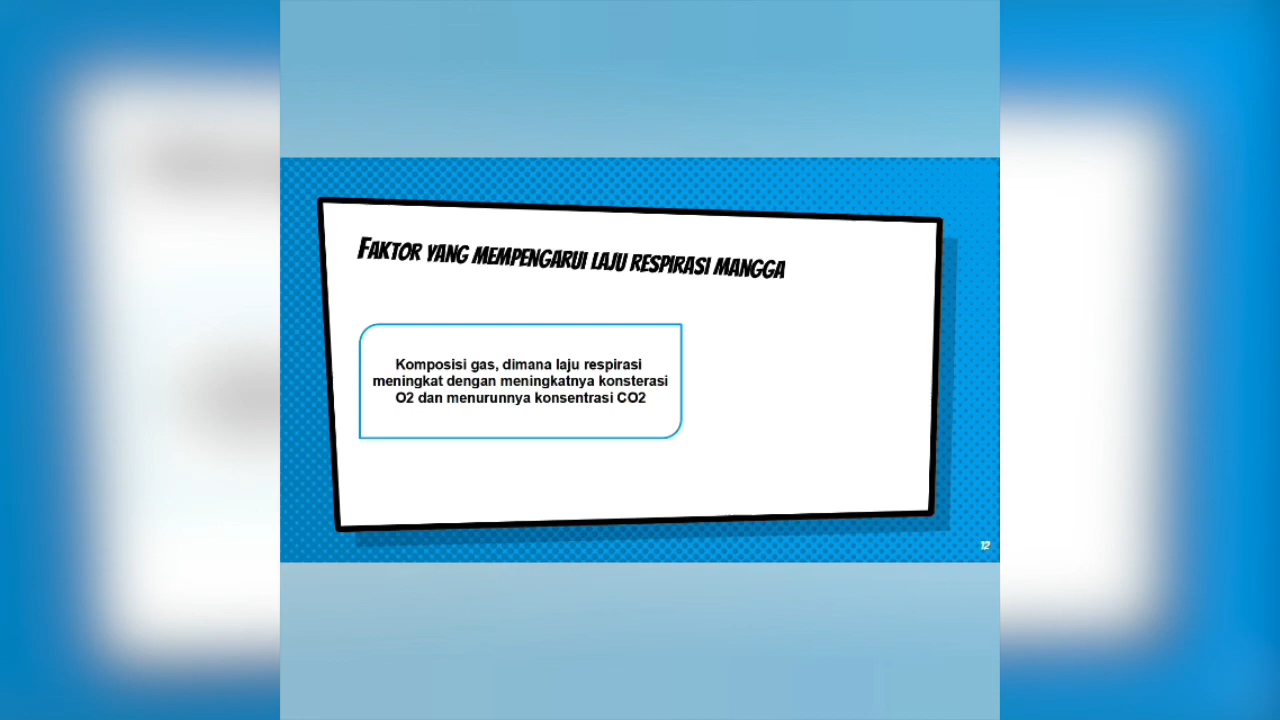 FAKTOR YANG MEMPENGARUI LAJU RESPIRASI MANGGA
Komposisi gas, dimana laju respirasi
meningkat dengan meningkatnya konsterasi
O2 dan menurunnya konsentrasi CO2
12